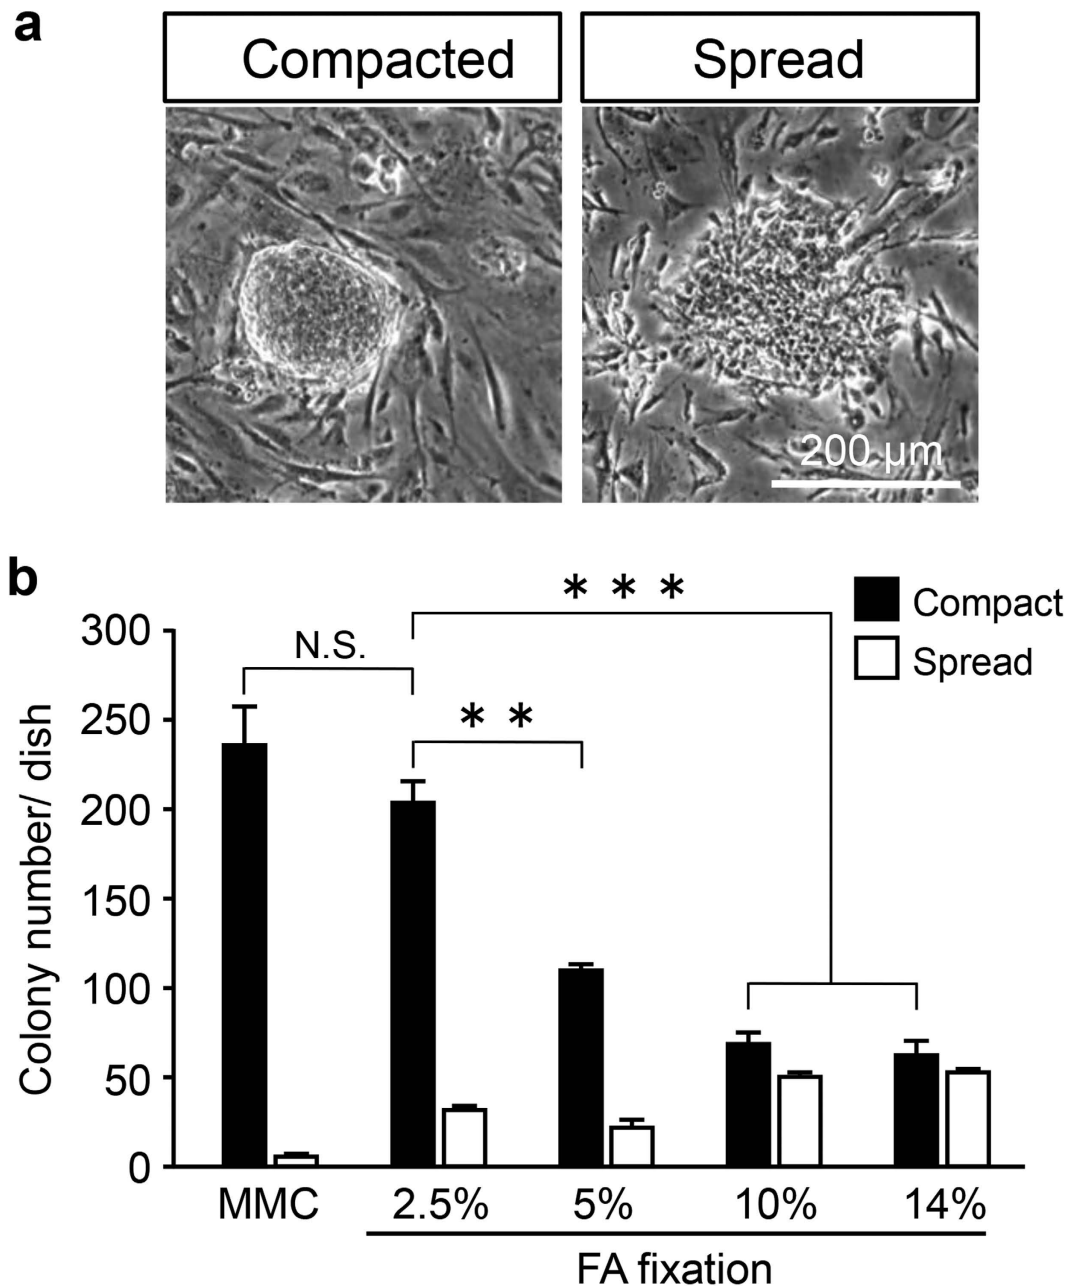 a
Compacted
Spread
200 µm
b
* * *
Compact
Spread
N.S.
* *
Colony number/ dish
300
250
200
150
100
50
0
MMC 2.5% 5% 10% 14%
FA fixation